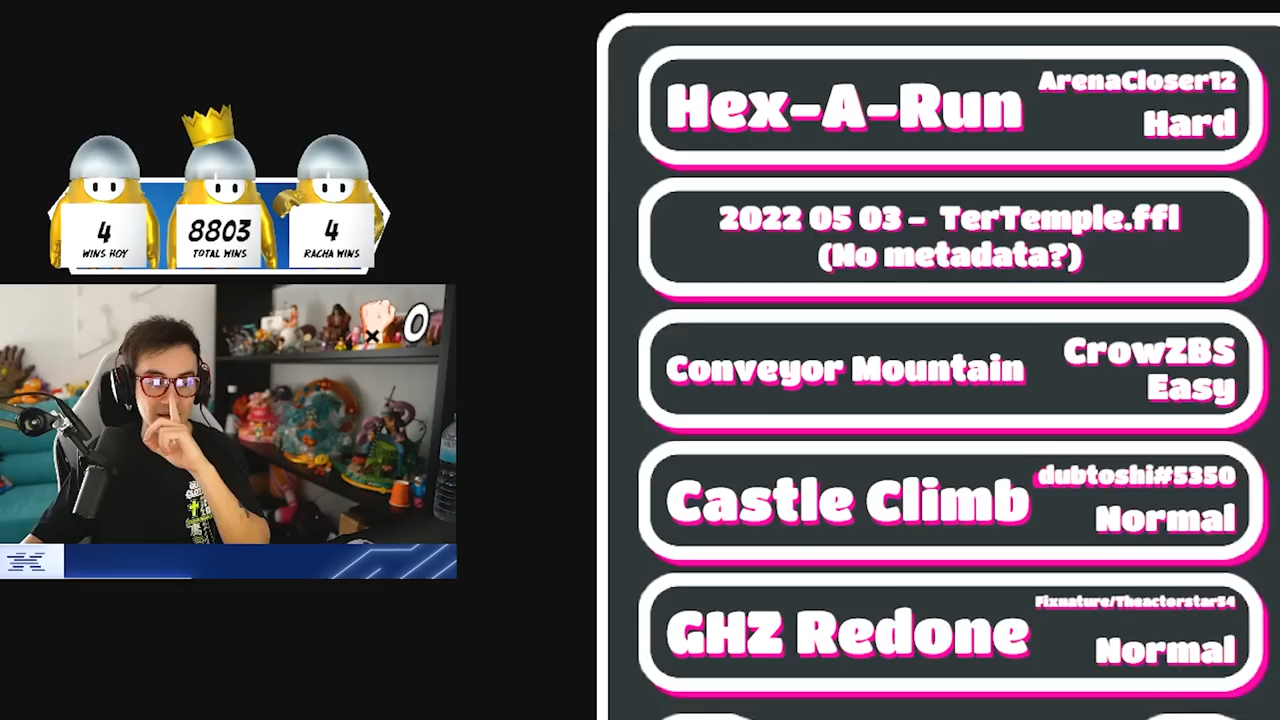 4
WINS HOY
8803
TOTAL WINS
4
RACHA WINS
x 0
Hex-A-Run
ArenaCloser12
Hard
2022 05 03 - TerTemple.ffl
(No metadata?)
Conveyor Mountain
CrowZBS
Easy
Castle Climb
dubtoshi#5350
Normal
GHZ Redone
Fixnature/Theactorstar54
Normal